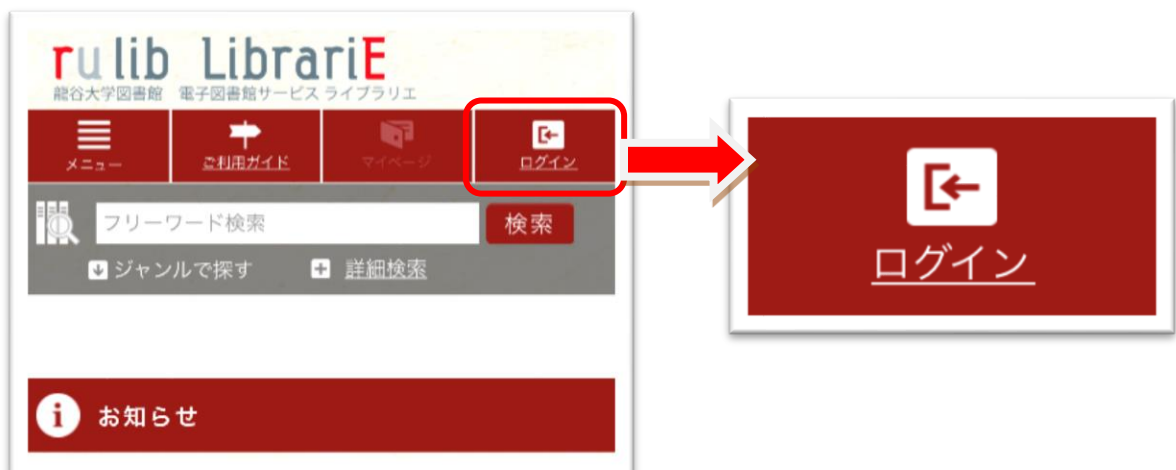 rulib LibrariE
龍谷大学図書館 電子図書館サービス ライブラリエ
メニュー ご利用ガイド マイページ ログイン
フリーワード検索 検索
ジャンルで探す 詳細検索
お知らせ
ログイン